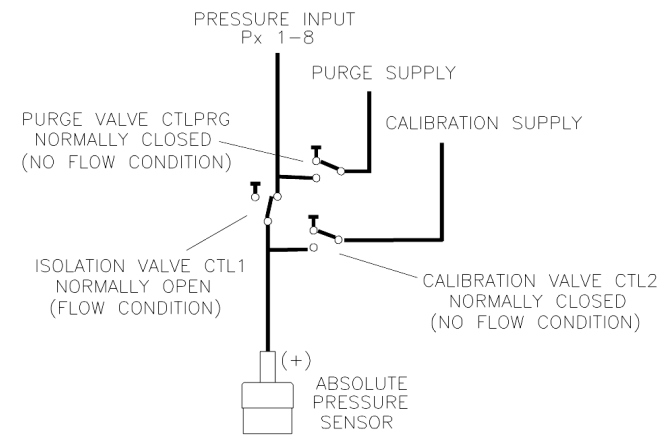 PRESSURE INPUT
Px 1-8
PURGE SUPPLY
PURGE VALVE CTLPRG
NORMALLY CLOSED
(NO FLOW CONDITION)
CALIBRATION SUPPLY
ISOLATION VALVE CTL1
NORMALLY OPEN
(FLOW CONDITION)
CALIBRATION VALVE CTL2
NORMALLY CLOSED
(NO FLOW CONDITION)
(+)
ABSOLUTE
PRESSURE
SENSOR